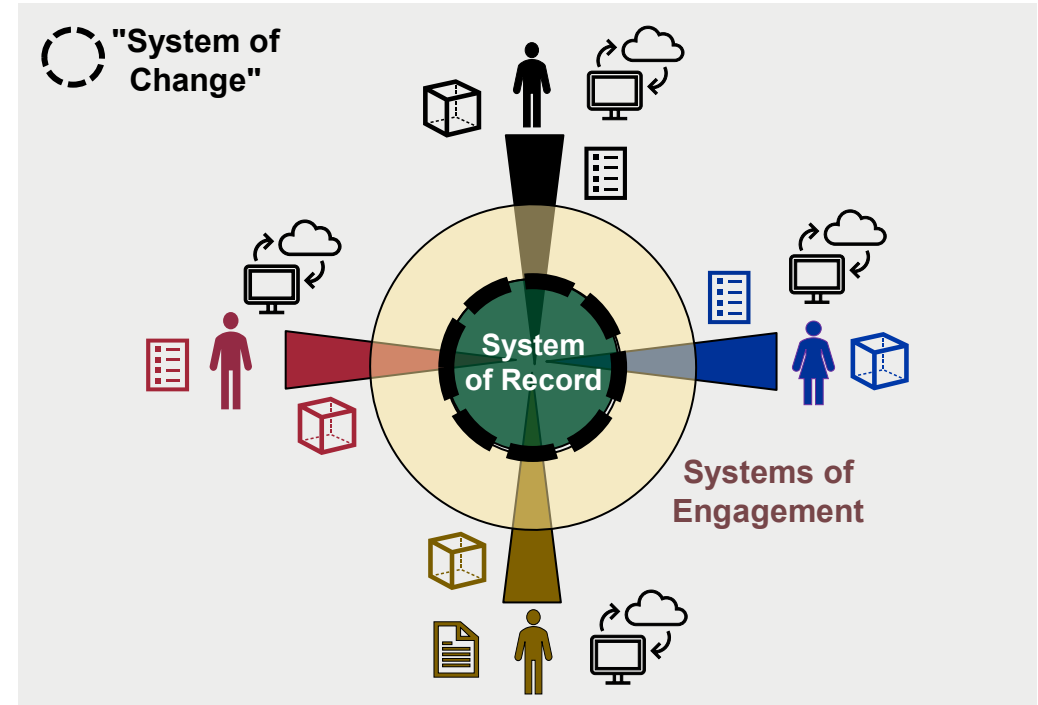 "System of
Change"
System
of Record
Systems of
Engagement